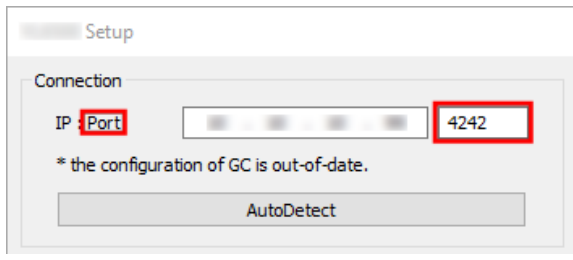 Setup
Connection
IP : Port 4242
* the configuration of GC is out-of-date.
AutoDetect